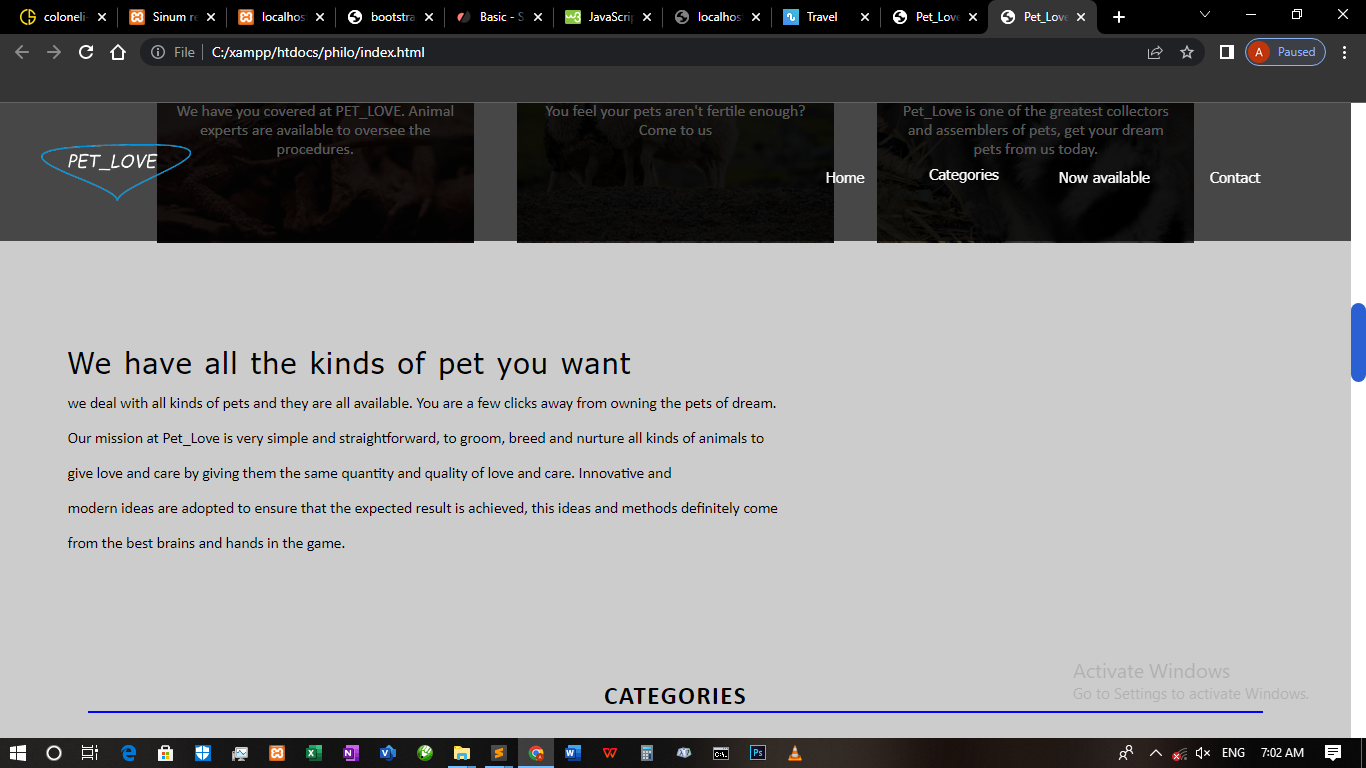 coloneli-
Sinum re
localhos
bootstra
Basic - S
JavaScri
localhos
Travel
Pet_Love
Pet_Love
File
C:/xampp/htdocs/philo/index.html
A
Paused
We have you covered at PET_LOVE. Animal
experts are available to oversee the
procedures.
You feel your pets aren't fertile enough?
Come to us
Pet_Love is one of the greatest collectors
and assemblers of pets, get your dream
pets from us today.
PET_LOVE
Home
Categories
Now available
Contact
We have all the kinds of pet you want
we deal with all kinds of pets and they are all available. You are a few clicks away from owning the pets of dream.
Our mission at Pet_Love is very simple and straightforward, to groom, breed and nurture all kinds of animals to
give love and care by giving them the same quantity and quality of love and care. Innovative and
modern ideas are adopted to ensure that the expected result is achieved, this ideas and methods definitely come
from the best brains and hands in the game.
Activate Windows
Go to Settings to activate Windows.
CATEGORIES
ENG
7:02 AM